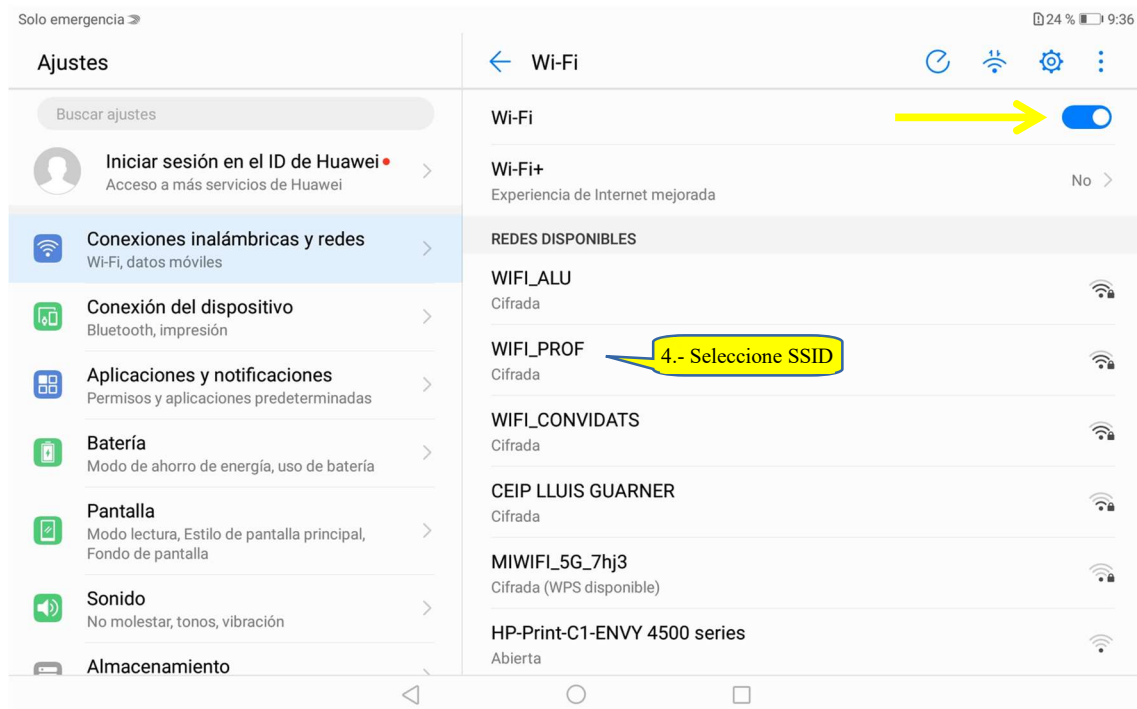 Solo emergencia
24 % 9:36
Ajustes
Buscar ajustes
Iniciar sesión en el ID de Huawei
Acceso a más servicios de Huawei
Conexiones inalámbricas y redes
Wi-Fi, datos móviles
Conexión del dispositivo
Bluetooth, impresión
Aplicaciones y notificaciones
Permisos y aplicaciones predeterminadas
Batería
Modo de ahorro de energía, uso de batería
Pantalla
Modo lectura, Estilo de pantalla principal,
Fondo de pantalla
Sonido
No molestar, tonos, vibración
Almacenamiento
Wi-Fi
Wi-Fi
Wi-Fi+
Experiencia de Internet mejorada
No
REDES DISPONIBLES
WIFI_ALU
Cifrada
WIFI_PROF
Cifrada
4.- Seleccione SSID
WIFI_CONVIDATS
Cifrada
CEIP LLUIS GUARNER
Cifrada
MIWIFI_5G_7hj3
Cifrada (WPS disponible)
HP-Print-C1-ENVY 4500 series
Abierta